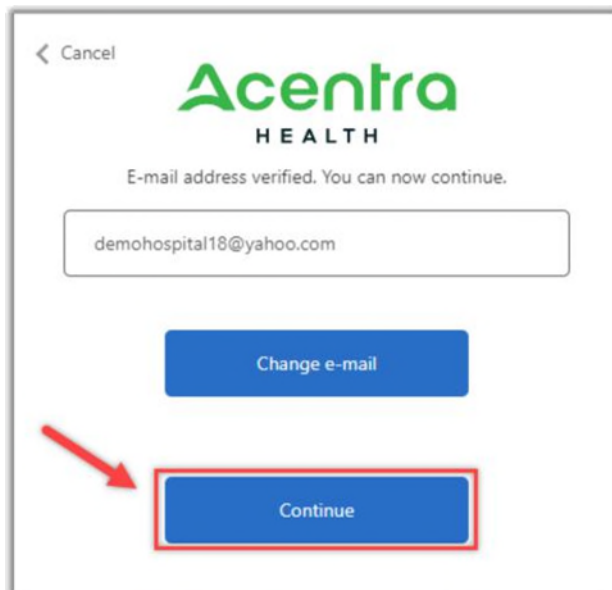 Cancel
Acentra
HEALTH
E-mail address verified. You can now continue.
demohospital18@yahoo.com
Change e-mail
Continue